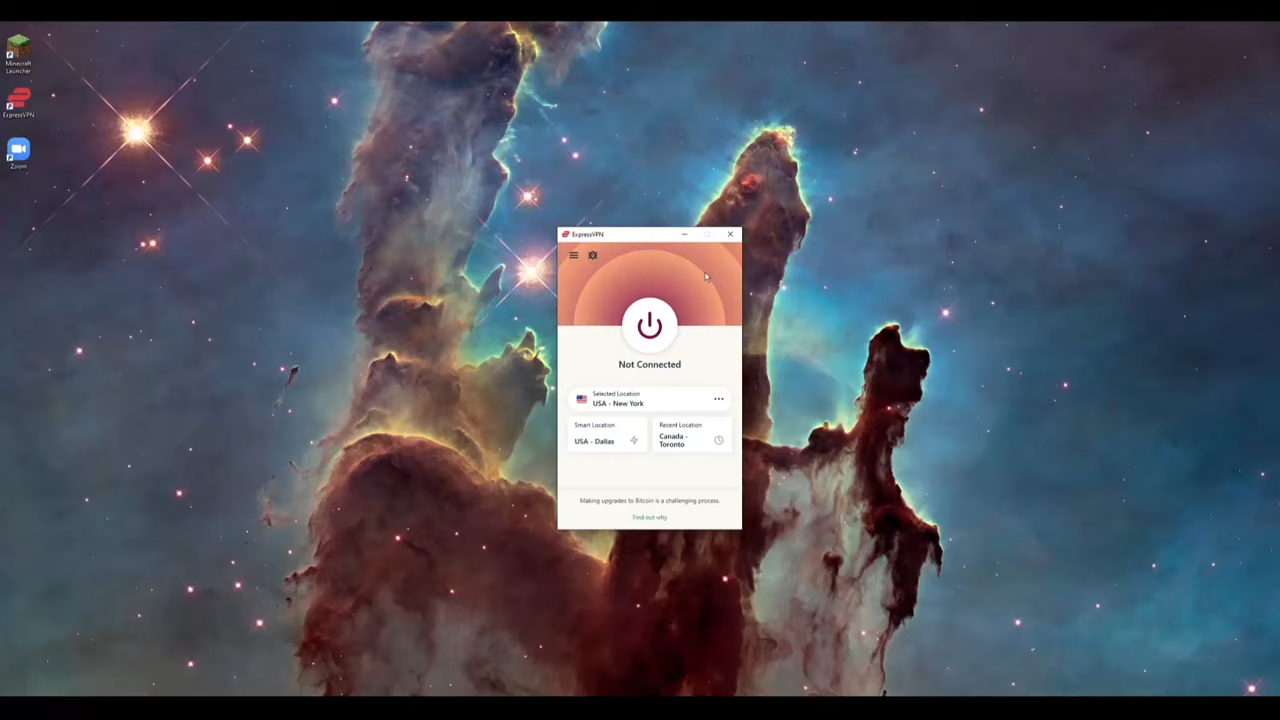 Minecraft
Launcher
ExpressVPN
Zoom
ExpressVPN
Not Connected
Selected Location
USA - New York
Smart Location
USA - Dallas
Recent Location
Canada -
Toronto
Making upgrades to Bitcoin is a challenging process.
Find out why